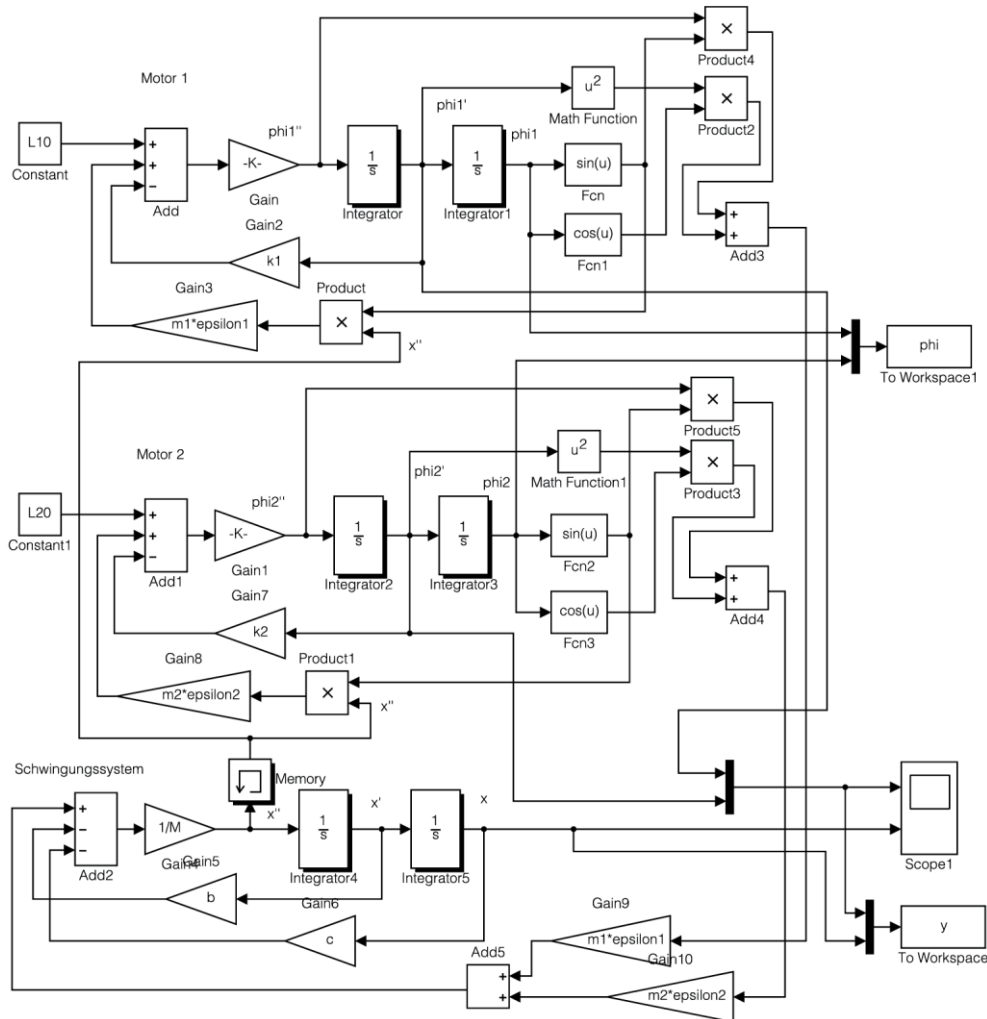 ×
Product4
Motor 1
phi1'
u²
Math Function
×
Product2
L10
Constant
+
+
−
Add
phi1''
-K-
Gain
1
s
Integrator
1
s
Integrator1
phi1
sin(u)
Fcn
cos(u)
Fcn1
+
+
Add3
Gain2
k1
Gain3
m1*epsilon1
Product
×
x''
phi
To Workspace1
×
Product5
Motor 2
phi2'
u²
Math Function1
×
Product3
L20
Constant1
+
+
−
Add1
phi2''
-K-
Gain1
1
s
Integrator2
1
s
Integrator3
phi2
sin(u)
Fcn2
cos(u)
Fcn3
+
+
Add4
Gain7
k2
Gain8
m2*epsilon2
Product1
×
x''
Schwingungssystem
Memory
+
−
−
Add2
1/M
Gain4
x''
1
s
Integrator4
x'
1
s
Integrator5
x
Scope1
Gain5
b
Gain6
c
Gain9
m1*epsilon1
Gain10
m2*epsilon2
Add5
+
+
y
To Workspace